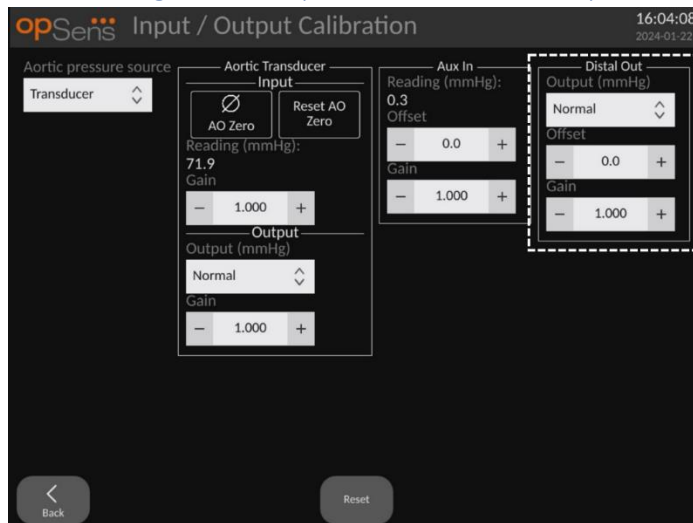 opSens Input / Output Calibration
16:04:08
2024-01-22
Aortic pressure source
Transducer
Aortic Transducer
Input
AO Zero
Reset AO
Zero
Reading (mmHg):
71.9
Gain
− 1.000 +
Output
Output (mmHg)
Normal
Gain
− 1.000 +
Aux In
Reading (mmHg):
0.3
Offset
− 0.0 +
Gain
− 1.000 +
Distal Out
Output (mmHg)
Normal
Offset
− 0.0 +
Gain
− 1.000 +
Back
Reset